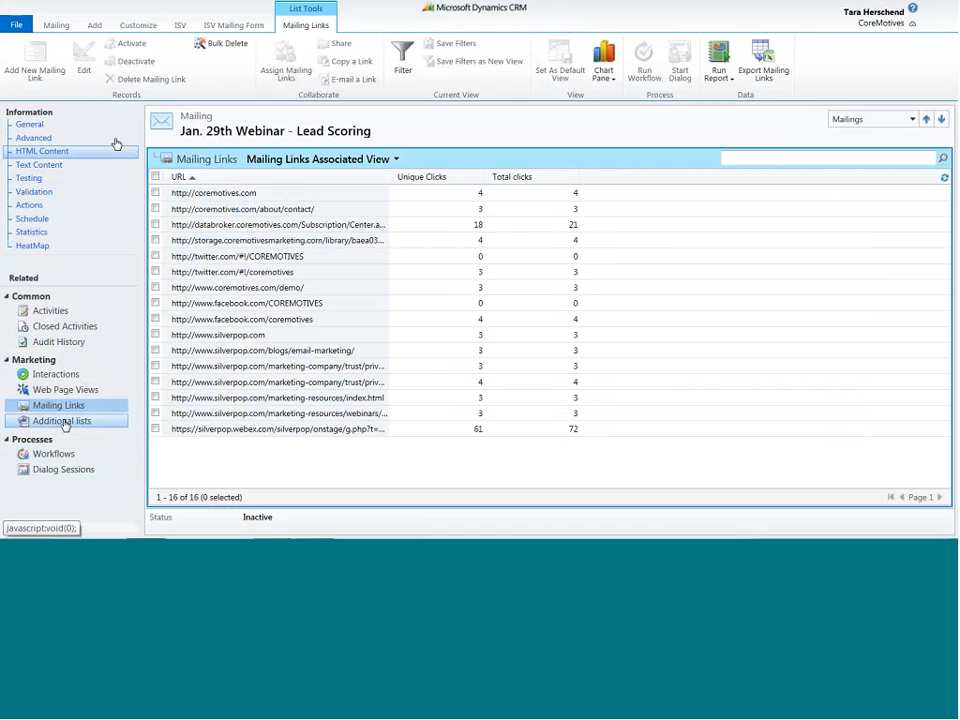 List Tools
Microsoft Dynamics CRM
Tara Herschend
CoreMotives
File
Mailing
Add
Customize
ISV
ISV Mailing Form
Mailing Links
Add New Mailing Link
Edit
Activate
Deactivate
Delete Mailing Link
Bulk Delete
Records
Assign Mailing Links
Share
Copy a Link
E-mail a Link
Collaborate
Filter
Save Filters
Save Filters as New View
Current View
Set As Default View
Chart Pane
View
Run Workflow
Start Dialog
Process
Run Report
Export Mailing Links
Data
Information
General
Advanced
HTML Content
Text Content
Testing
Validation
Actions
Schedule
Statistics
HeatMap
Related
Common
Activities
Closed Activities
Audit History
Marketing
Interactions
Web Page Views
Mailing Links
Additional lists
Processes
Workflows
Dialog Sessions
javascript:void(0);
Mailing
Jan. 29th Webinar - Lead Scoring
Mailings
Mailing Links Mailing Links Associated View
URL Unique Clicks Total clicks
http://coremotives.com 4 4
http://coremotives.com/about/contact/ 3 3
http://databroker.coremotives.com/Subscription/Center.a... 18 21
http://storage.coremotivesmarketing.com/library/baea03... 4 4
http://twitter.com/#!/COREMOTIVES 0 0
http://twitter.com/#!/coremotives 3 3
http://www.coremotives.com/demo/ 3 3
http://www.facebook.com/COREMOTIVES 0 0
http://www.facebook.com/coremotives 4 4
http://www.silverpop.com 3 3
http://www.silverpop.com/blogs/email-marketing/ 3 3
http://www.silverpop.com/marketing-company/trust/priv... 3 3
http://www.silverpop.com/marketing-company/trust/priv... 4 4
http://www.silverpop.com/marketing-resources/index.html 3 3
http://www.silverpop.com/marketing-resources/webinars/... 3 3
https://silverpop.webex.com/silverpop/onstage/g.php?t=... 61 72
1 - 16 of 16 (0 selected)
Page 1
Status Inactive